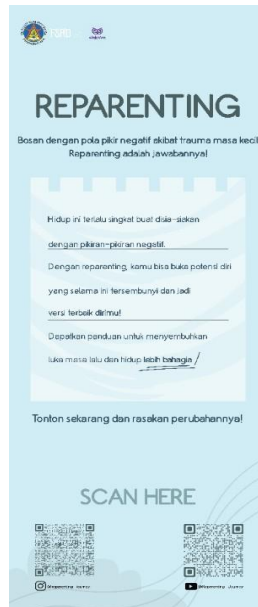 FSRD
REPARENTING
Bosan dengan pola pikir negatif akibat trauma masa kecil
Reparenting adalah jawabannya!
Hidup ini terlalu singkat buat disia-siakan
dengan pikiran-pikiran negatif.
Dengan reparenting, kamu bisa buka potensi diri
yang selama ini tersembunyi dan jadi
versi terbaik dirimu!
Dapatkan panduan untuk menyembuhkan
luka masa lalu dan hidup lebih bahagia
Tonton sekarang dan rasakan perubahannya!
SCAN HERE